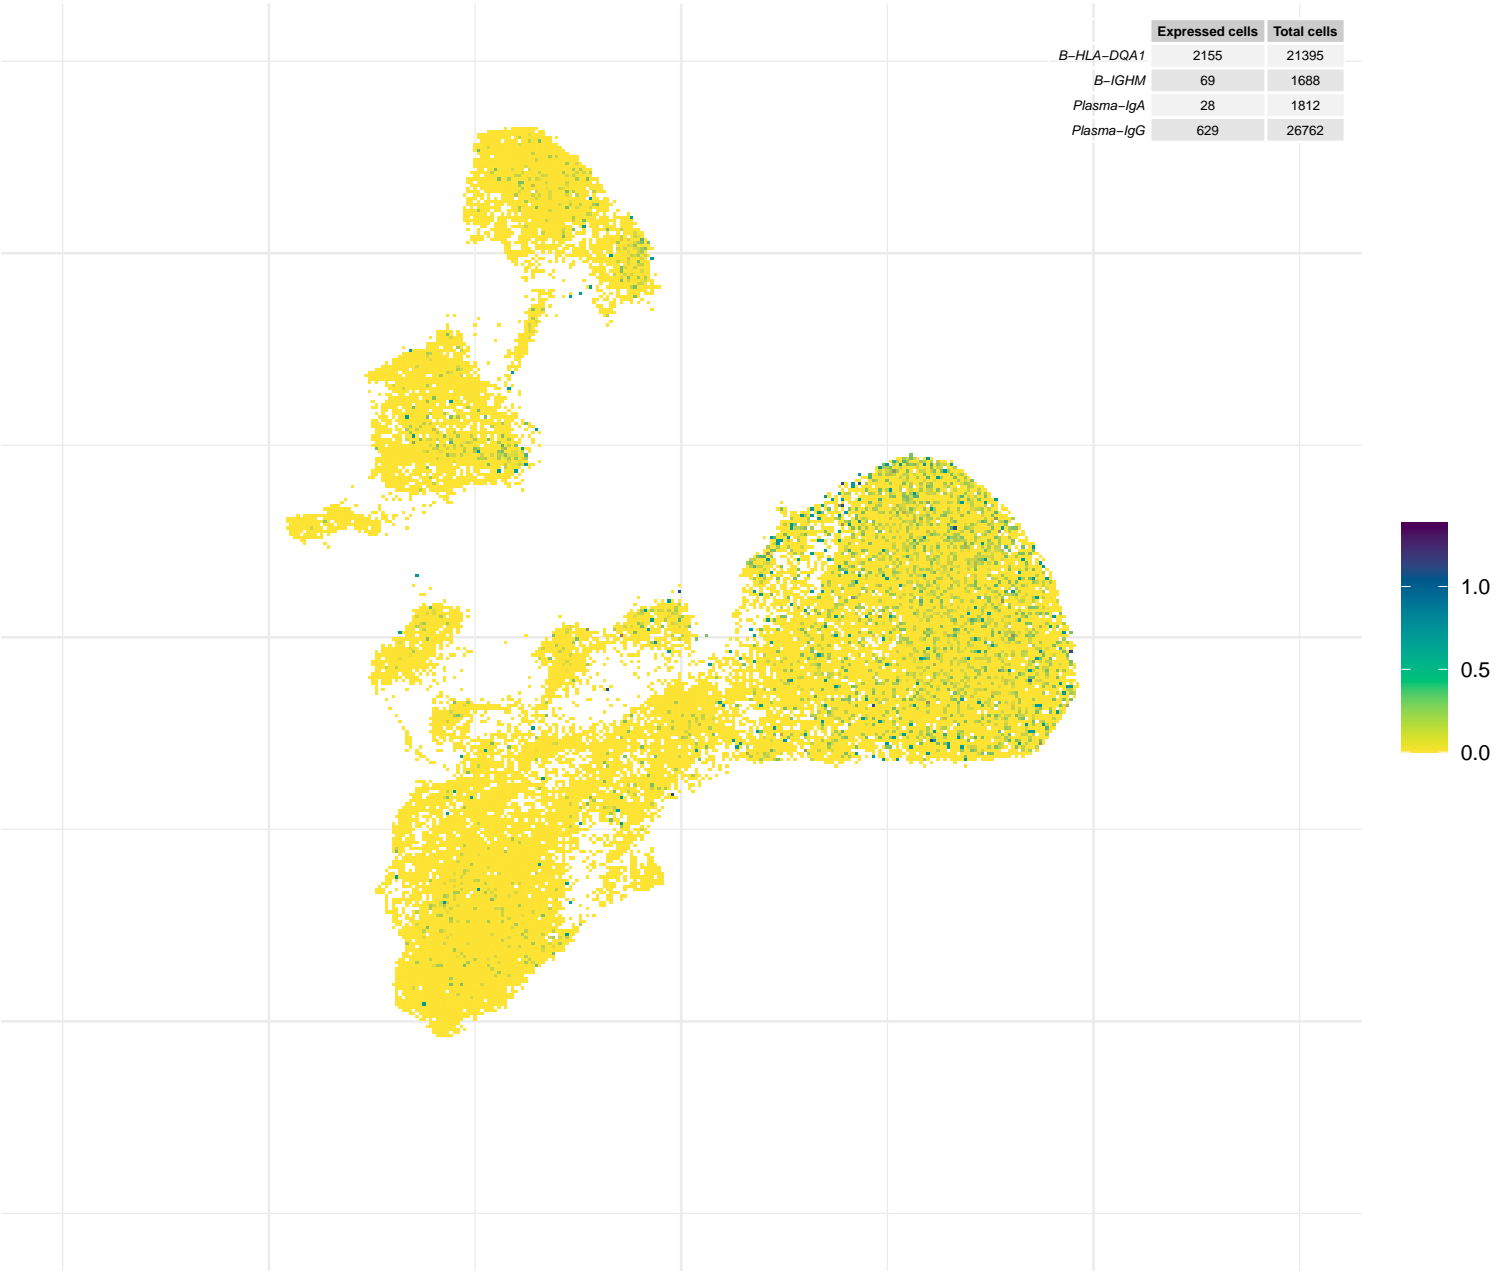 Expressed cells Total cells
B−HLA−DQA1 2155 21395
B−IGHM 69 1688
Plasma−IgA 28 1812
Plasma−IgG 629 26762
1.0
0.5
0.0